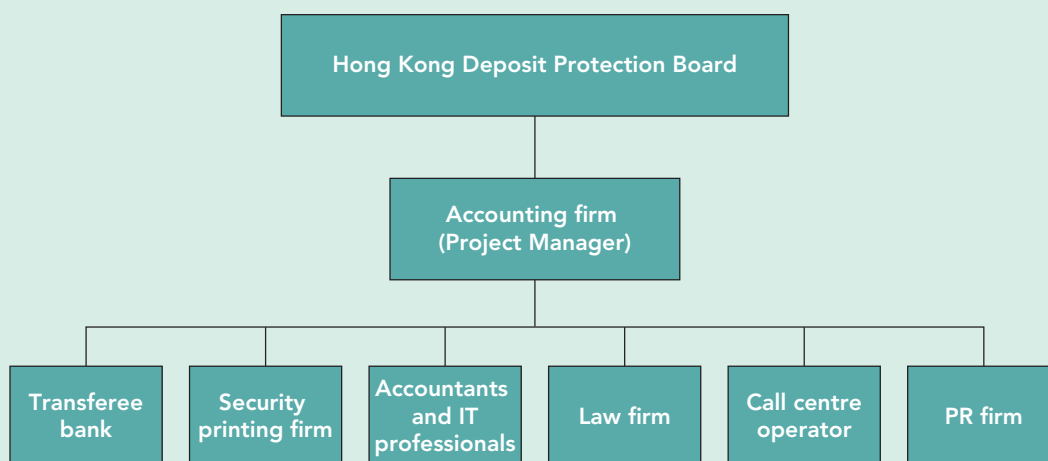 Hong Kong Deposit Protection Board
Accounting firm
(Project Manager)
Transferee
bank
Security
printing firm
Accountants
and IT
professionals
Law firm
Call centre
operator
PR firm